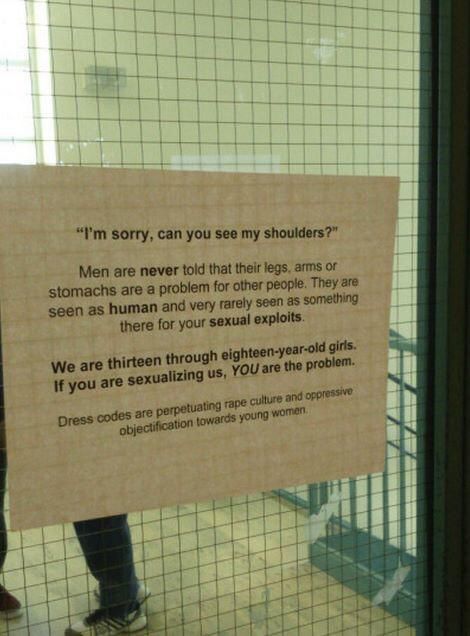 “I'm sorry, can you see my shoulders?”
Men are never told that their legs, arms or
stomachs are a problem for other people. They are
seen as human and very rarely seen as something
there for your sexual exploits.
We are thirteen through eighteen-year-old girls.
If you are sexualizing us, YOU are the problem.
Dress codes are perpetuating rape culture and oppressive
objectification towards young women.